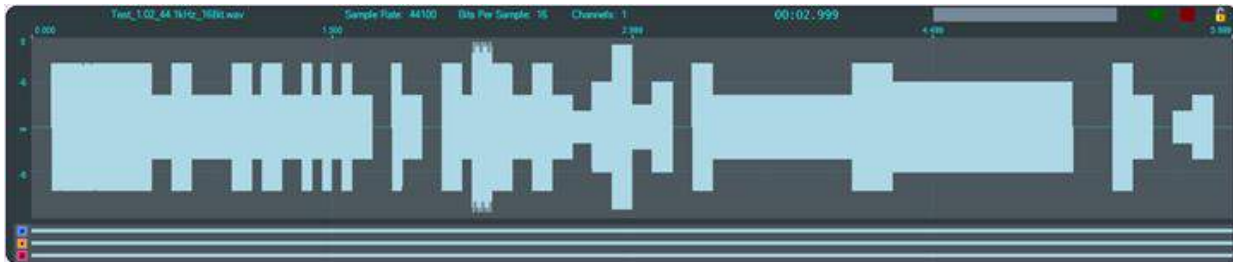 Test_1.02_44.1kHz_16Bit.wav Sample Rate: 44100 Bits Per Sample: 16 Channels: 1 00:02.999
0.000 1.500 2.999 4.499 5.999
0
-6
∞
-6